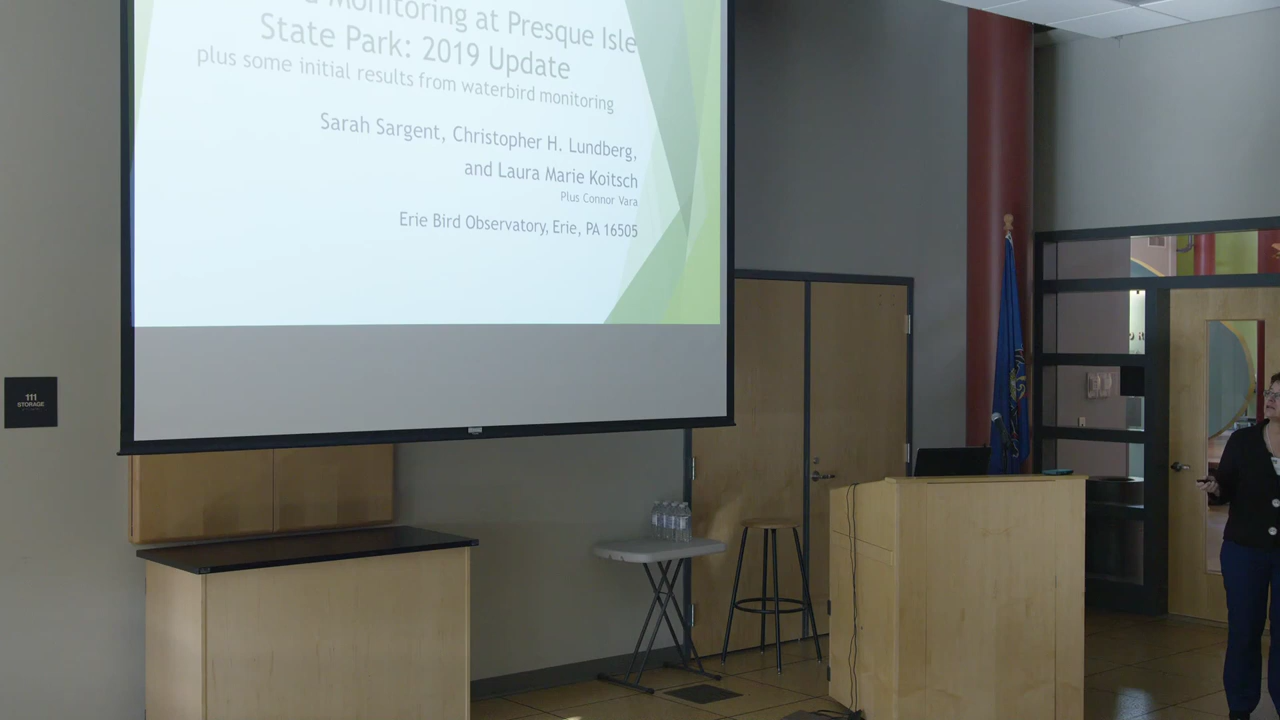 Monitoring at Presque Isle
State Park: 2019 Update
plus some initial results from waterbird monitoring
Sarah Sargent, Christopher H. Lundberg,
and Laura Marie Koitsch
Plus Connor Vara
Erie Bird Observatory, Erie, PA 16505
111
STORAGE